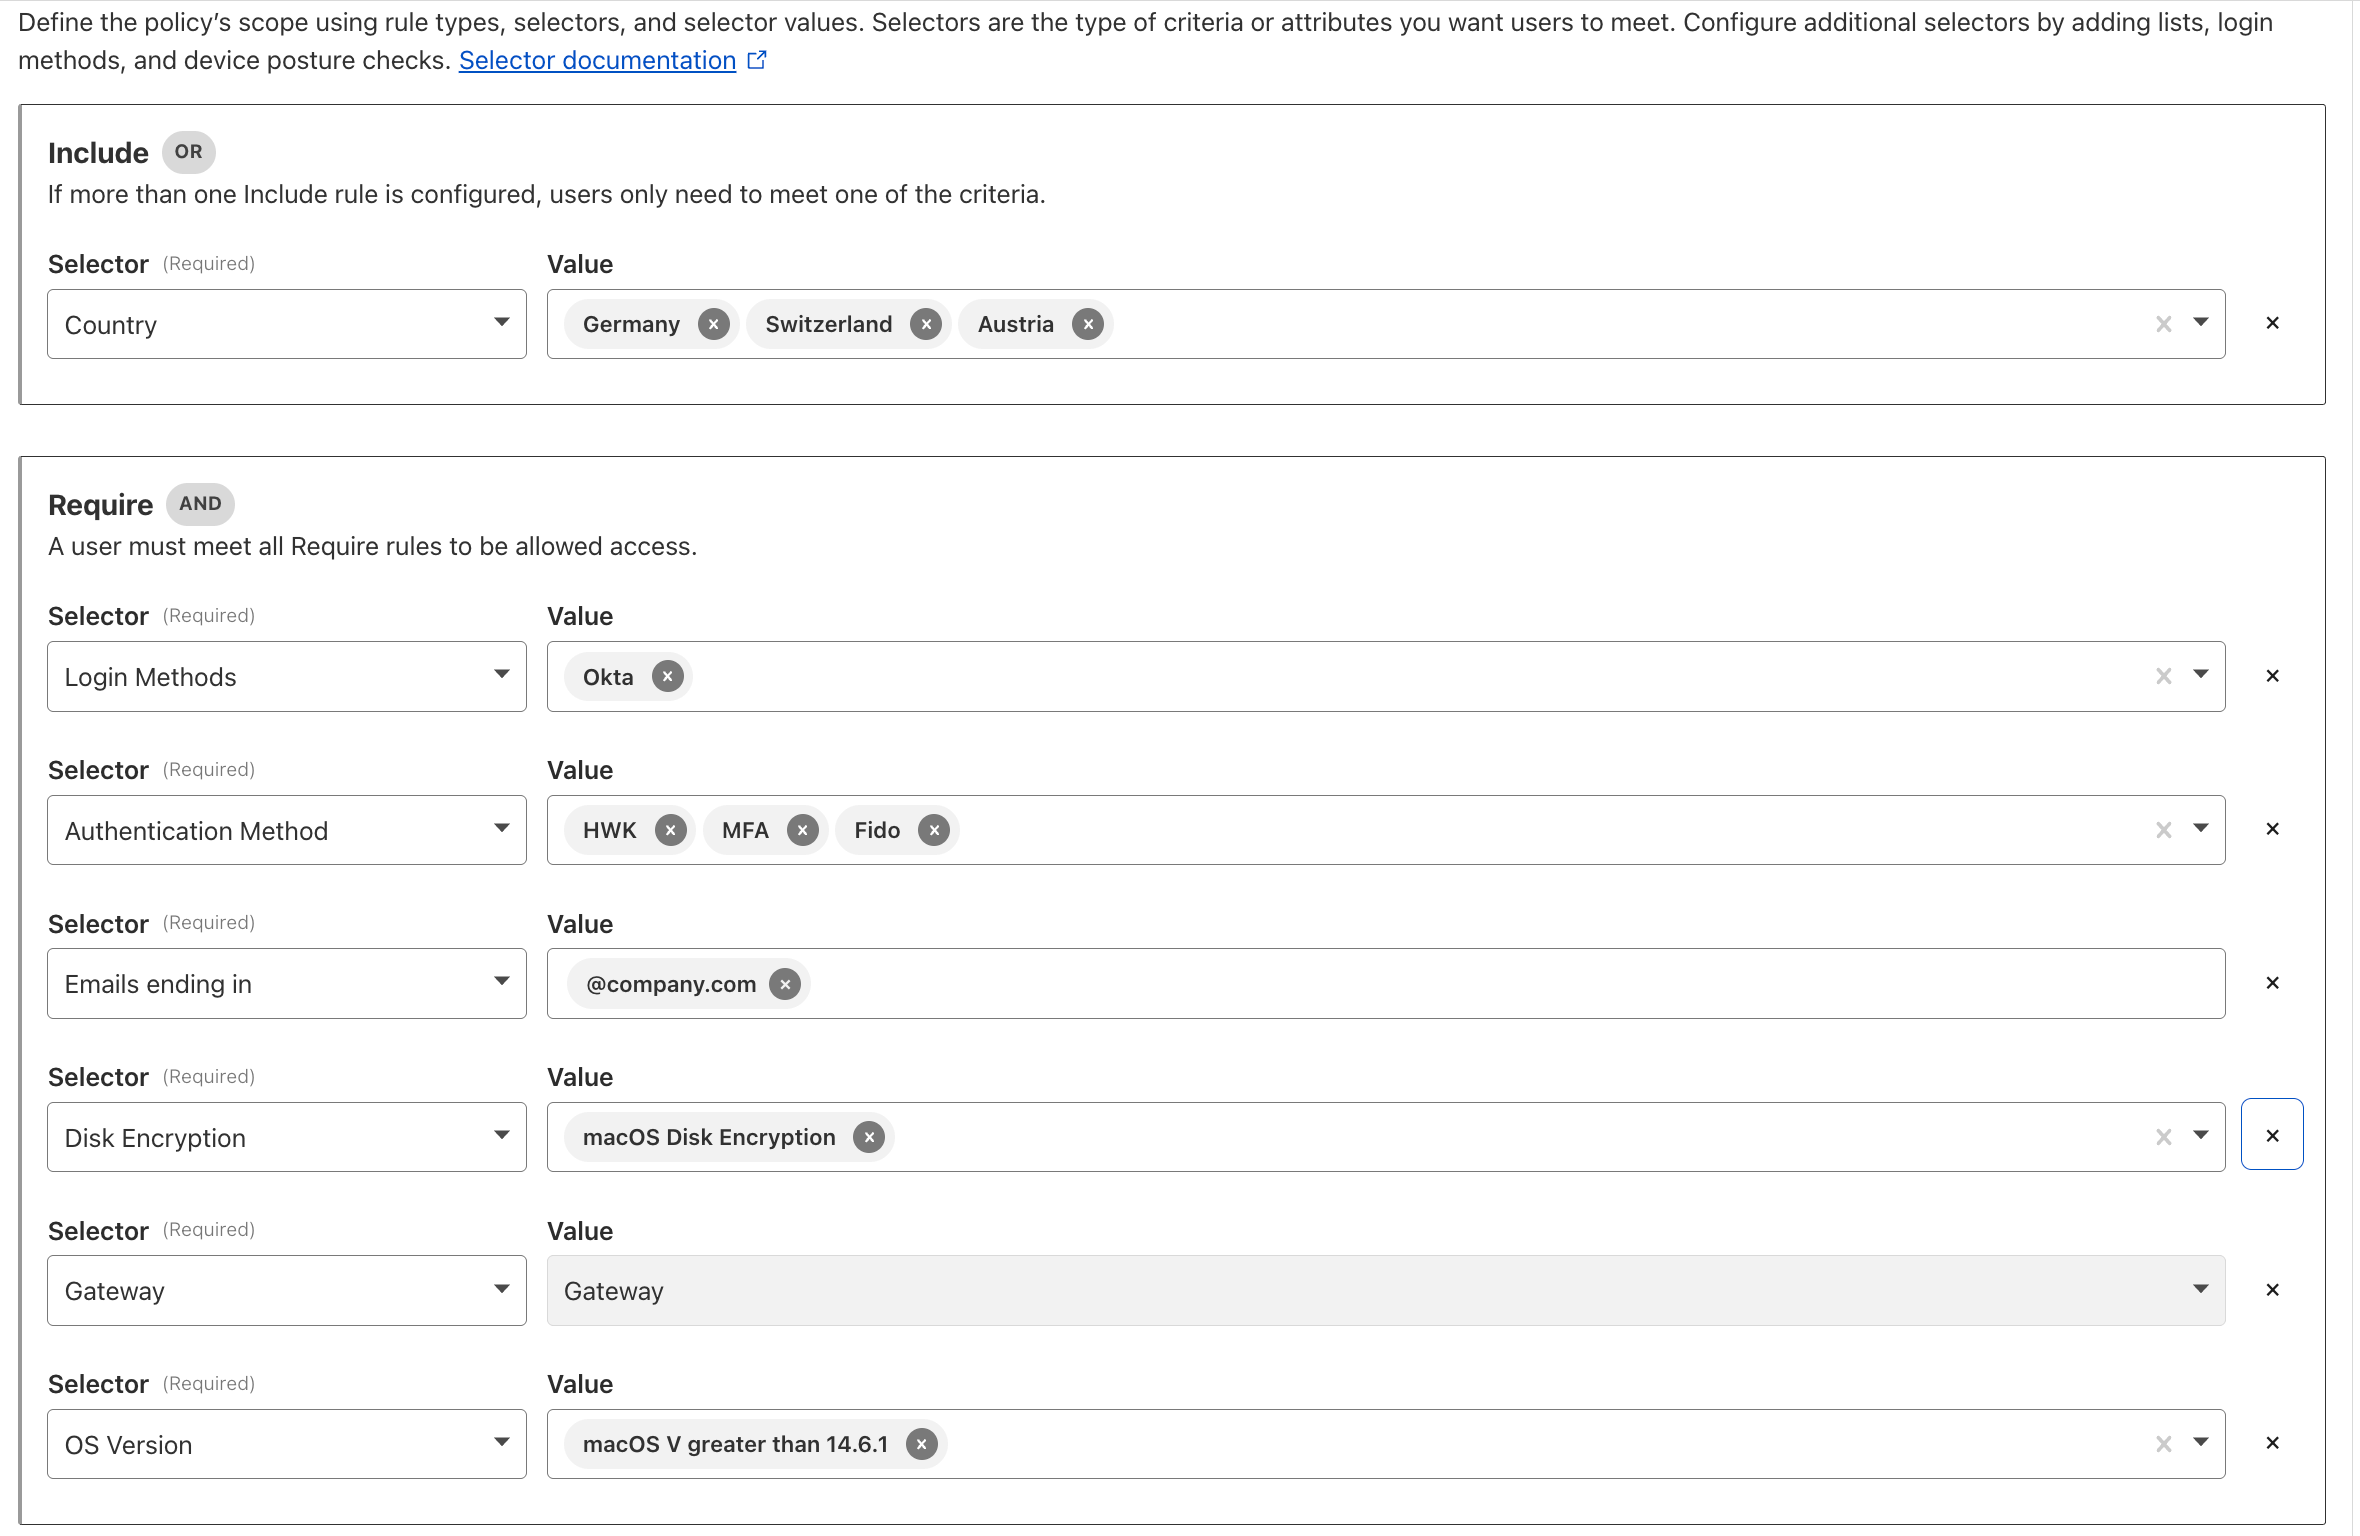 Define the policy’s scope using rule types, selectors, and selector values. Selectors are the type of criteria or attributes you want users to meet. Configure additional selectors by adding lists, login
methods, and device posture checks. Selector documentation
Include OR
If more than one Include rule is configured, users only need to meet one of the criteria.
Selector (Required) Value
Country Germany Switzerland Austria
Require AND
A user must meet all Require rules to be allowed access.
Selector (Required) Value
Login Methods Okta
Selector (Required) Value
Authentication Method HWK MFA Fido
Selector (Required) Value
Emails ending in @company.com
Selector (Required) Value
Disk Encryption macOS Disk Encryption
Selector (Required) Value
Gateway Gateway
Selector (Required) Value
OS Version macOS V greater than 14.6.1